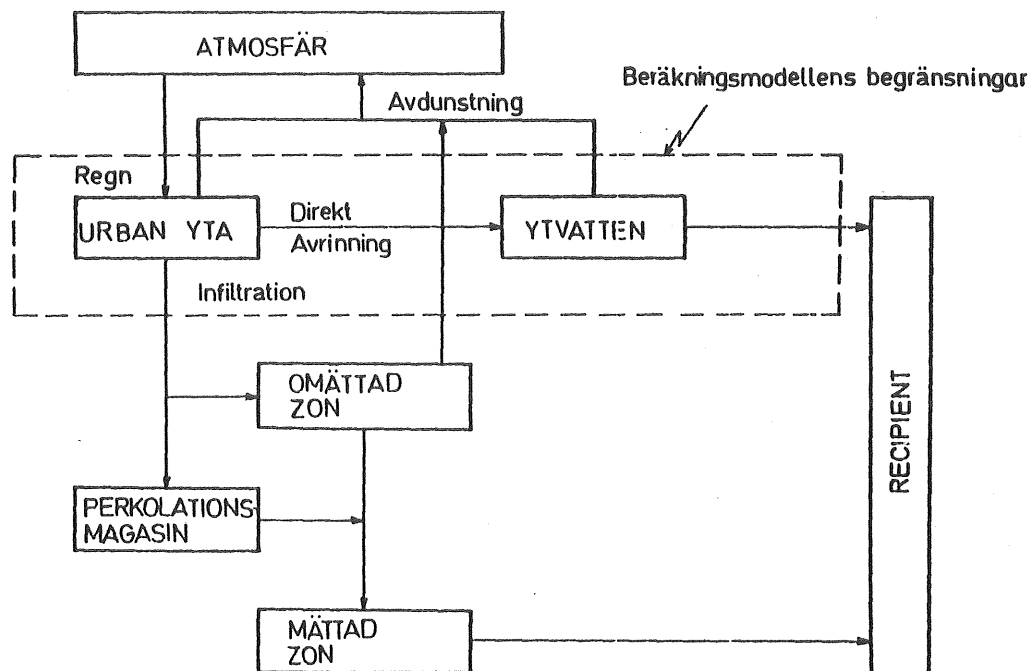 ATMOSFÄR
Beräkningsmodellens begränsningar
Avdunstning
Regn
URBAN YTA
Direkt
Avrinning
YTVATTEN
Infiltration
OMÄTTAD
ZON
RECIPIENT
PERKOLATIONS-
MAGASIN
MÄTTAD
ZON